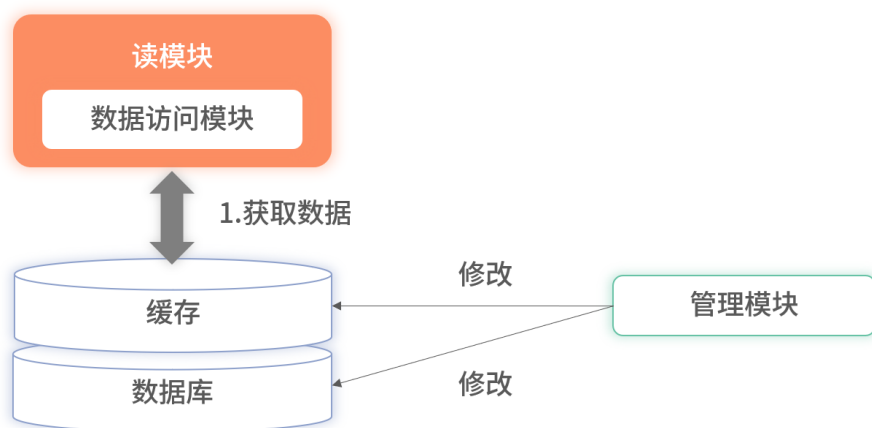 读模块
数据访问模块
1.获取数据
修改
缓存
管理模块
数据库
修改